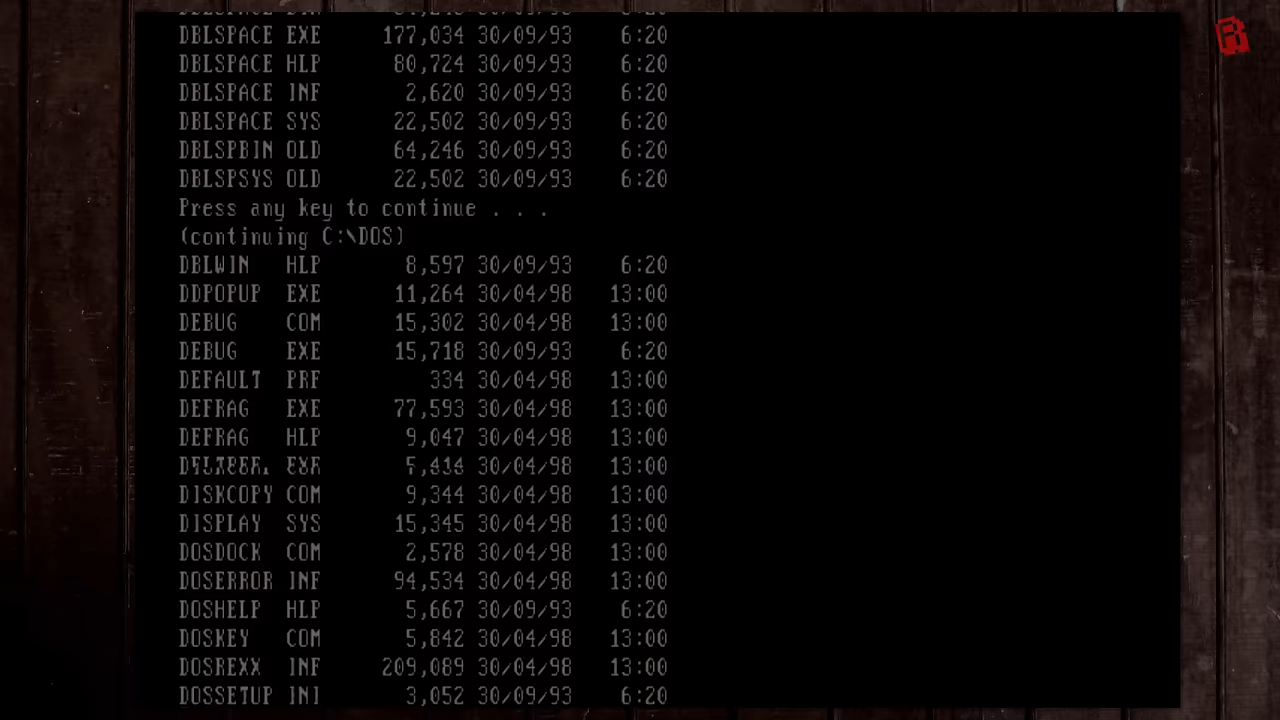 DBLSPACE EXE 177,034 30/09/93 6:20
DBLSPACE HLP 80,724 30/09/93 6:20
DBLSPACE INF 2,620 30/09/93 6:20
DBLSPACE SYS 22,502 30/09/93 6:20
DBLSPBIN OLD 64,246 30/09/93 6:20
DBLSPSYS OLD 22,502 30/09/93 6:20
Press any key to continue . . .
(continuing C:\DOS)
DBLWIN HLP 8,597 30/09/93 6:20
DDPOPUP EXE 11,264 30/04/98 13:00
DEBUG COM 15,302 30/04/98 13:00
DEBUG EXE 15,718 30/09/93 6:20
DEFAULT PRF 334 30/04/98 13:00
DEFRAG EXE 77,593 30/04/98 13:00
DEFRAG HLP 9,047 30/04/98 13:00
30/04/98 13:00
DISKCOPY COM 9,344 30/04/98 13:00
DISPLAY SYS 15,345 30/04/98 13:00
DOSDOCK COM 2,578 30/04/98 13:00
DOSERROR INF 94,534 30/04/98 13:00
DOSHELP HLP 5,667 30/09/93 6:20
DOSKEY COM 5,842 30/04/98 13:00
DOSREXX INF 209,089 30/04/98 13:00
DOSSETUP INI 3,052 30/09/93 6:20